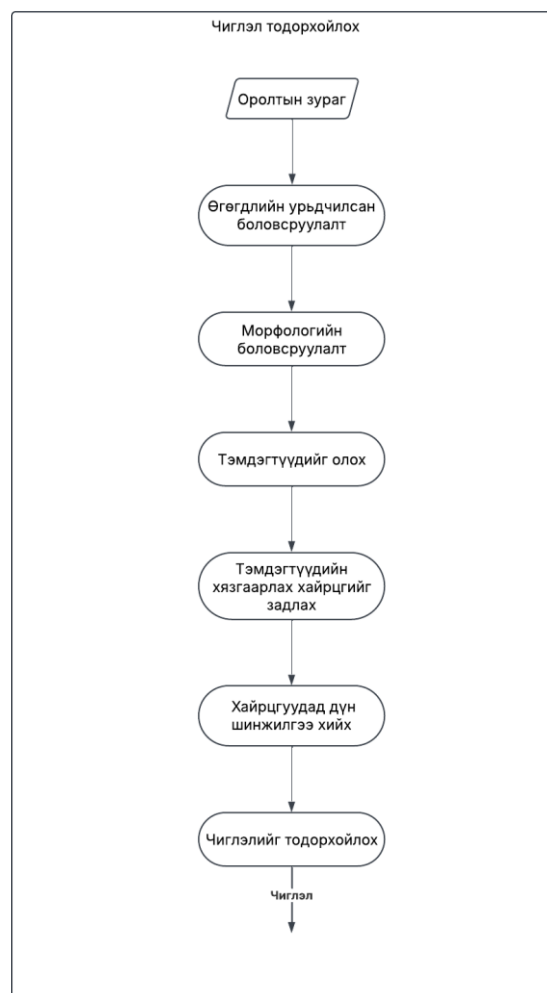 Чиглэл тодорхойлох
Оролтын зураг
Өгөгдлийн урьдчилсан
боловсруулалт
Морфологийн
боловсруулалт
Тэмдэгтүүдийг олох
Тэмдэгтүүдийн
хязгаарлах хайрцгийг
задлах
Хайрцгуудад дүн
шинжилгээ хийх
Чиглэлийг тодорхойлох
Чиглэл